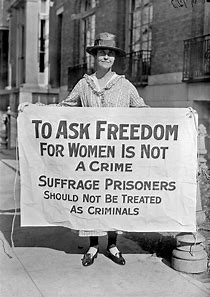 TO ASK FREEDOM
FOR WOMEN IS NOT
A CRIME
SUFFRAGE PRISONERS
SHOULD NOT BE TREATED
AS CRIMINALS